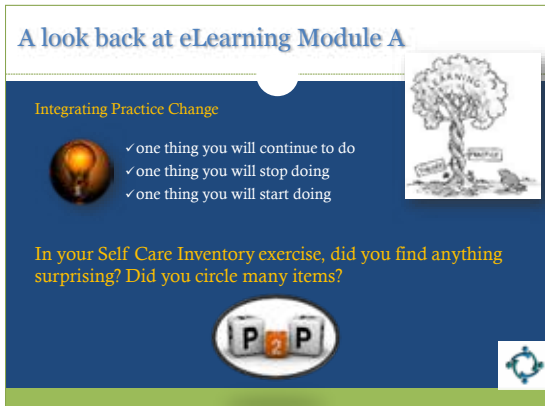 A look back at eLearning Module A
LEARNING
Integrating Practice Change
✓one thing you will continue to do
✓one thing you will stop doing
✓one thing you will start doing
PRACTICE
In your Self Care Inventory exercise, did you find anything
surprising? Did you circle many items?
P 2 P